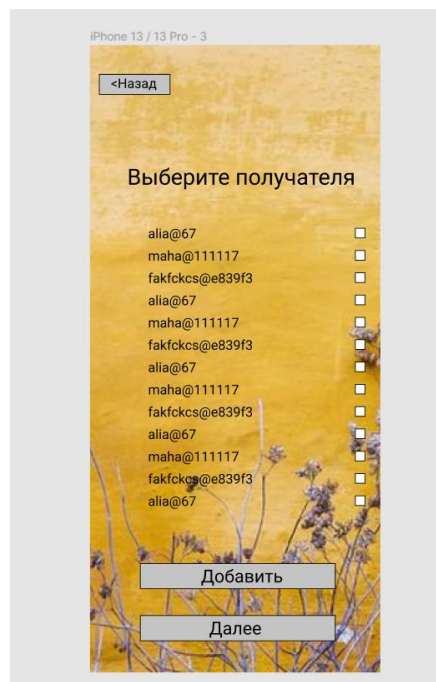 iPhone 13 / 13 Pro - 3
<Назад
Выберите получателя
alia@67
maha@111117
fakfckcs@e839f3
alia@67
maha@111117
fakfckcs@e839f3
alia@67
maha@111117
fakfckcs@e839f3
alia@67
maha@111117
fakfckcs@e839f3
alia@67
Добавить
Далее